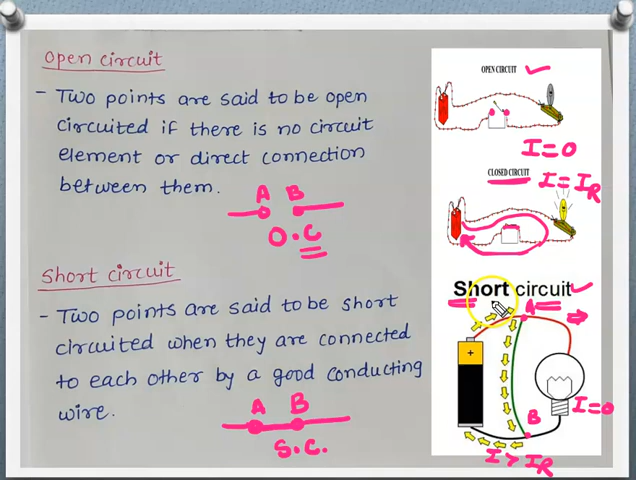 Open circuit
- Two points are said to be open
circuited if there is no circuit
element or direct connection
between them.
A B
O.C
Short circuit
- Two points are said to be short
circuited when they are connected
to each other by a good conducting
wire.
A B
S.C.
OPEN CIRCUIT
I=0
CLOSED CIRCUIT
I=IR
Short circuit
A
+
B
I=0
I>IR